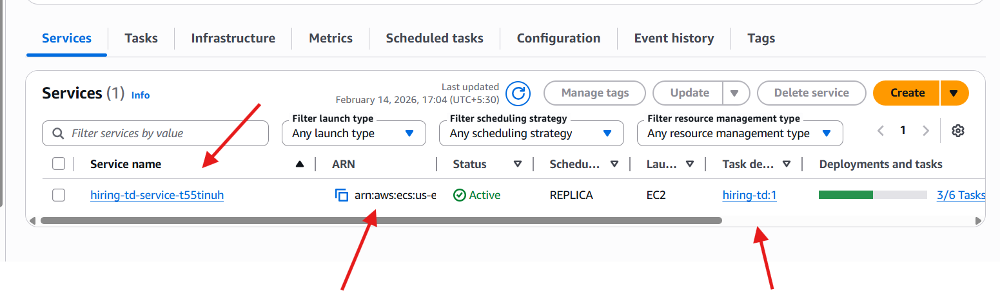 Services Tasks Infrastructure Metrics Scheduled tasks Configuration Event history Tags
Services (1) Info
Last updated
February 14, 2026, 17:04 (UTC+5:30)
Manage tags Update Delete service Create
Filter services by value
Filter launch type
Any launch type
Filter scheduling strategy
Any scheduling strategy
Filter resource management type
Any resource management type
1
Service name ARN Status Schedu... Lau... Task de... Deployments and tasks
hiring-td-service-t55tinuh arn:aws:ecs:us-e Active REPLICA EC2 hiring-td:1 3/6 Tasks